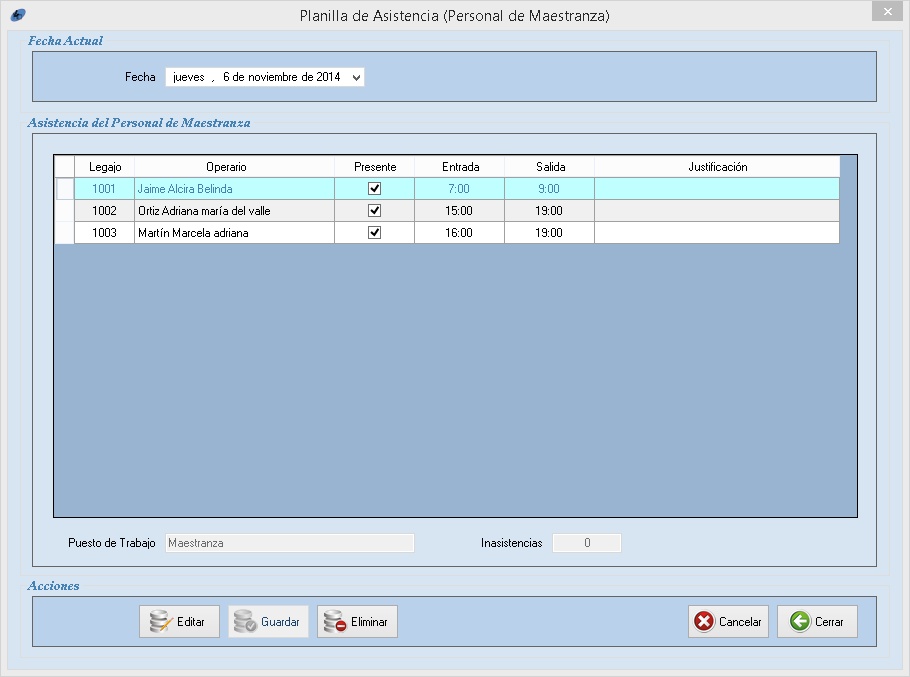 Planilla de Asistencia (Personal de Maestranza)
Fecha Actual
Fecha jueves , 6 de noviembre de 2014
Asistencia del Personal de Maestranza
Legajo Operario Presente Entrada Salida Justificación
1001 Jaime Alcira Belinda 7:00 9:00
1002 Ortiz Adriana maría del valle 15:00 19:00
1003 Martín Marcela adriana 16:00 19:00
Puesto de Trabajo Maestranza Inasistencias 0
Acciones
Editar Guardar Eliminar Cancelar Cerrar